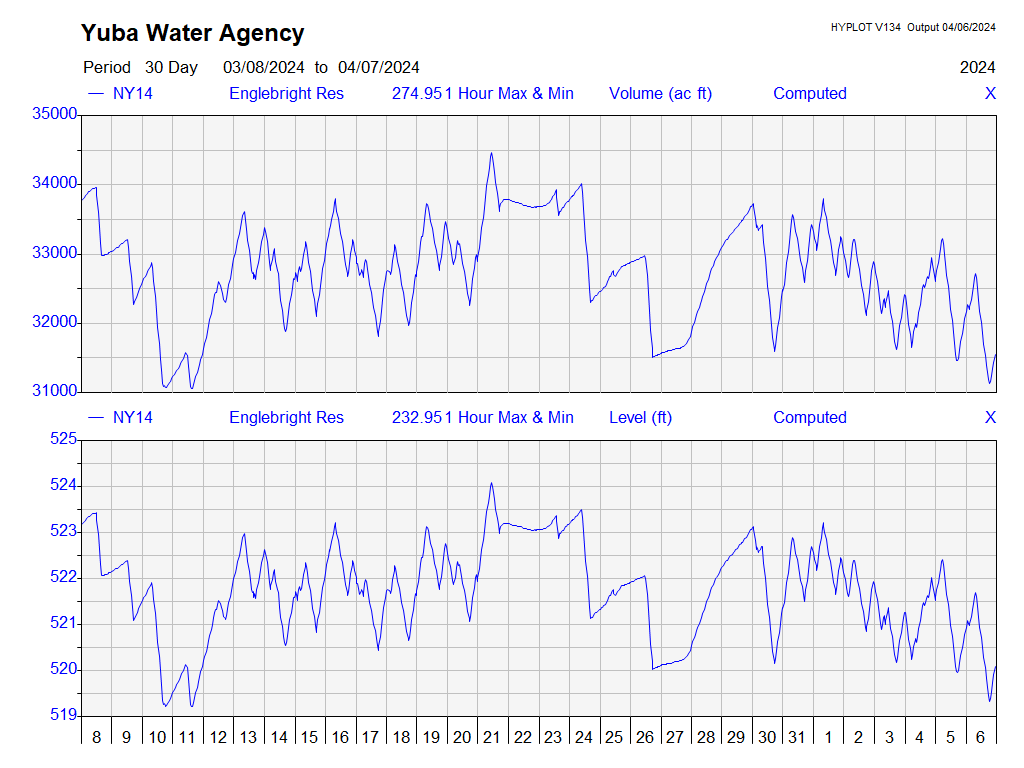 Yuba Water Agency
HYPLOT V134 Output 04/06/2024
Period 30 Day 03/08/2024 to 04/07/2024 2024
NY14 Englebright Res 274.951 Hour Max & Min Volume (ac ft) Computed X
35000
34000
33000
32000
31000
NY14 Englebright Res 232.951 Hour Max & Min Level (ft) Computed X
525
524
523
522
521
520
519
8 9 10 11 12 13 14 15 16 17 18 19 20 21 22 23 24 25 26 27 28 29 30 31 1 2 3 4 5 6